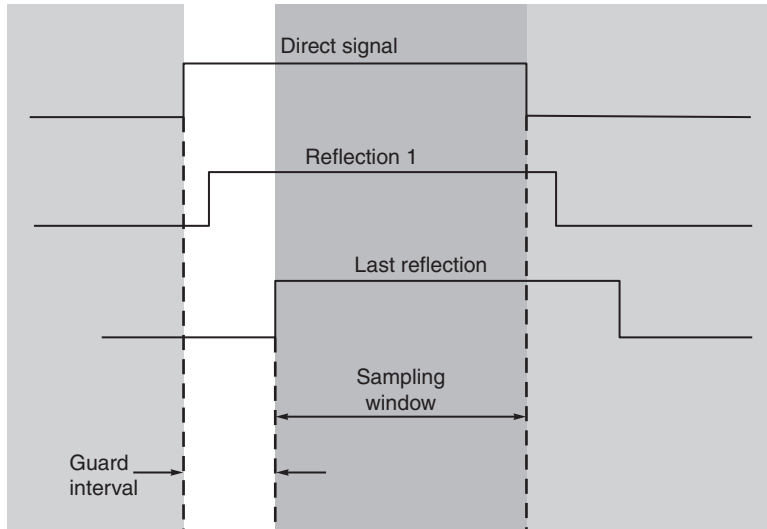 Direct signal
Reflection 1
Last reflection
Sampling
window
Guard
interval